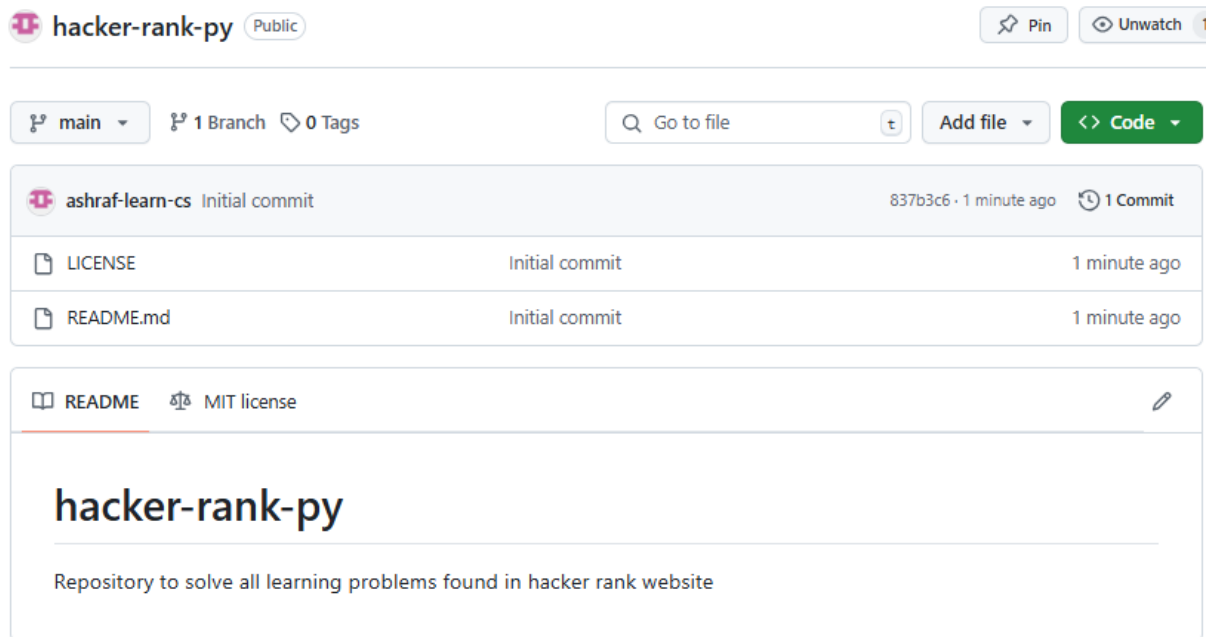 hacker-rank-py Public Pin Unwatch 1
main 1 Branch 0 Tags Go to file t Add file Code
ashraf-learn-cs Initial commit 837b3c6 · 1 minute ago 1 Commit
LICENSE Initial commit 1 minute ago
README.md Initial commit 1 minute ago
README MIT license
hacker-rank-py
Repository to solve all learning problems found in hacker rank website